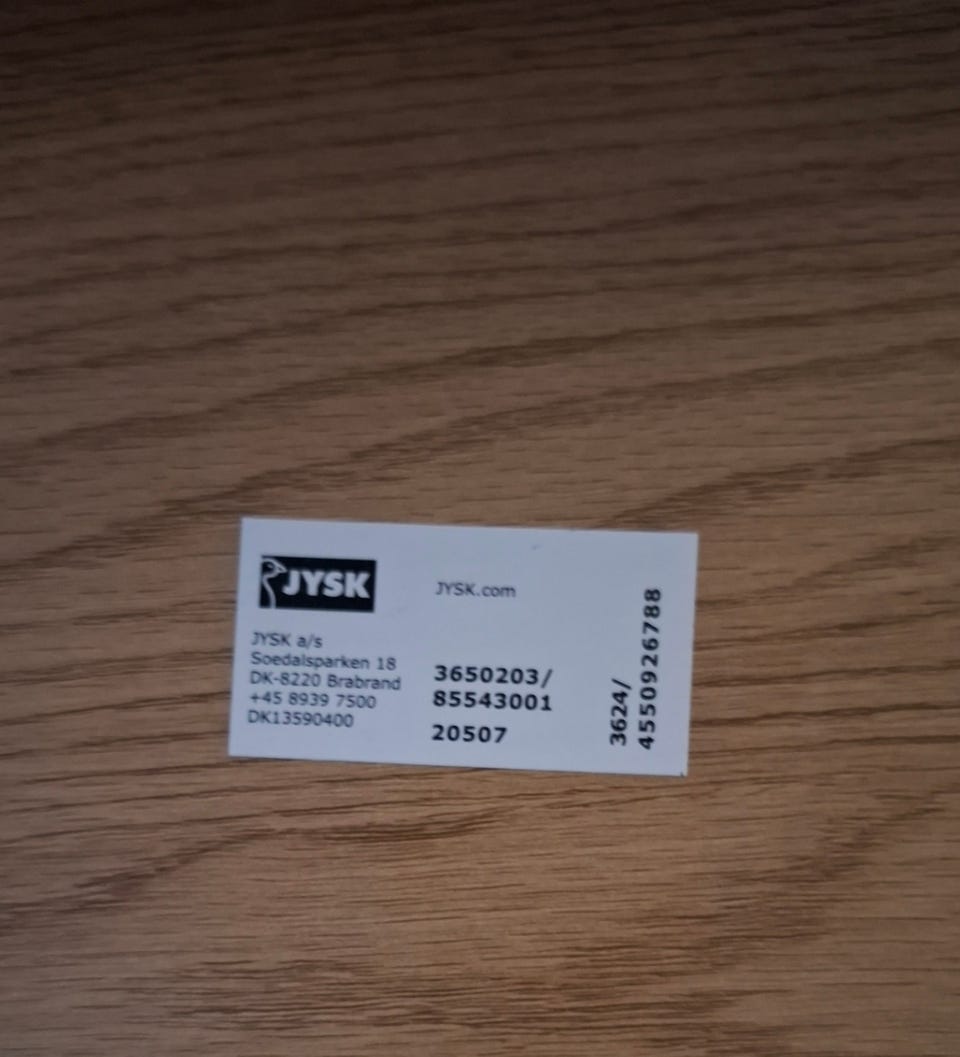 JYSK
JYSK a/s
Soedalsparken 18
DK-8220 Brabrand
+45 8939 7500
DK13590400
JYSK.com
3650203/
85543001
20507
3624/
4550926788